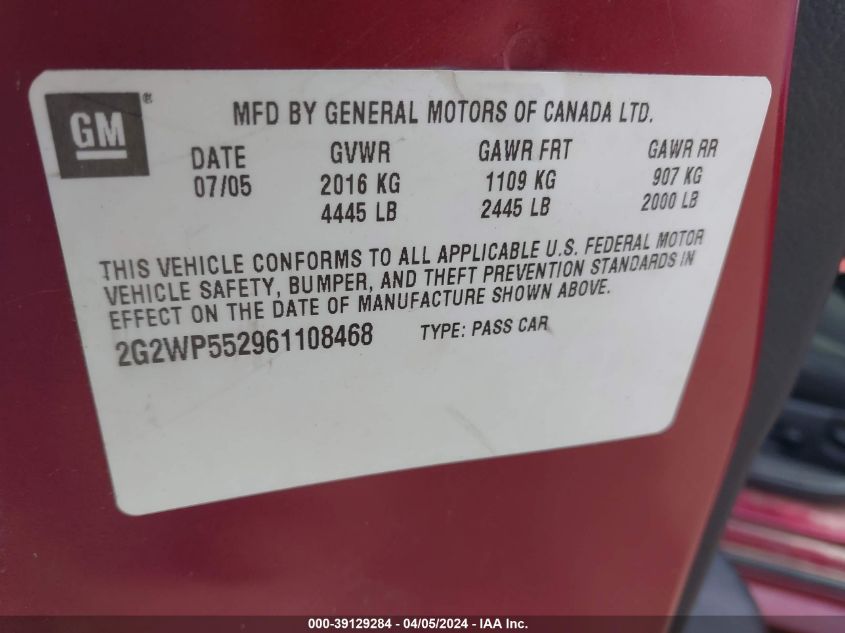 GM®
MFD BY GENERAL MOTORS OF CANADA LTD.
DATE GVWR GAWR FRT GAWR RR
07/05 2016 KG 1109 KG 907 KG
4445 LB 2445 LB 2000 LB
THIS VEHICLE CONFORMS TO ALL APPLICABLE U.S. FEDERAL MOTOR
VEHICLE SAFETY, BUMPER, AND THEFT PREVENTION STANDARDS IN
EFFECT ON THE DATE OF MANUFACTURE SHOWN ABOVE.
2G2WP552961108468 TYPE: PASS CAR
000-39129284 - 04/05/2024 - IAA Inc.